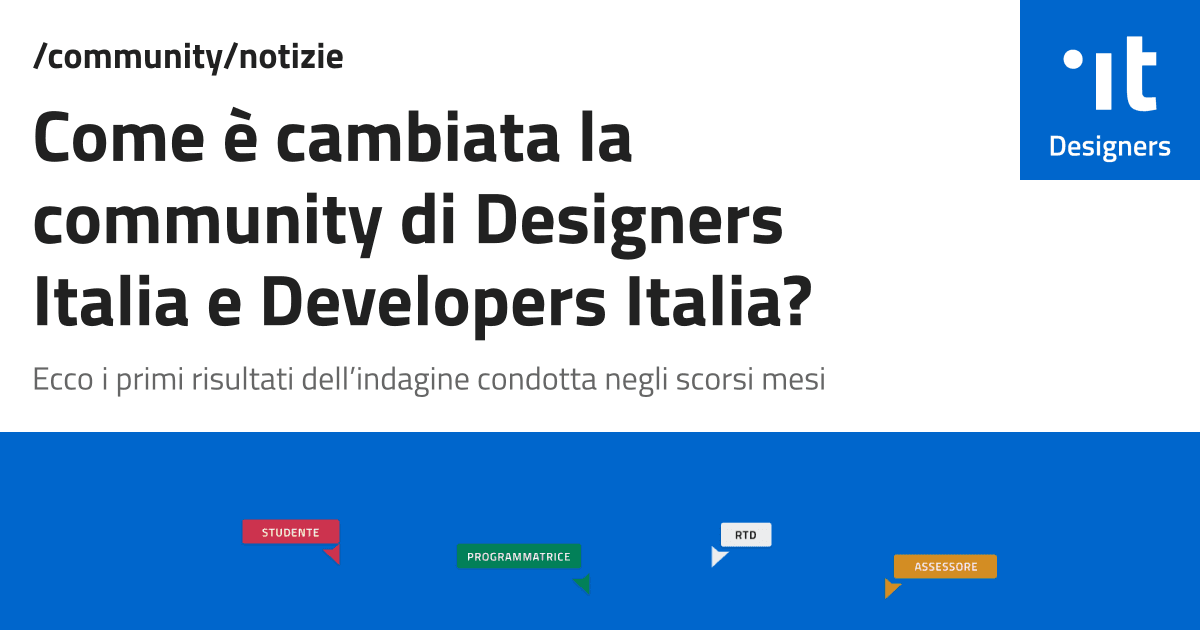 /community/notizie
Come è cambiata la
community di Designers
Italia e Developers Italia?
Ecco i primi risultati dell’indagine condotta negli scorsi mesi
it
Designers
STUDENTE
PROGRAMMATRICE
RTD
ASSESSORE